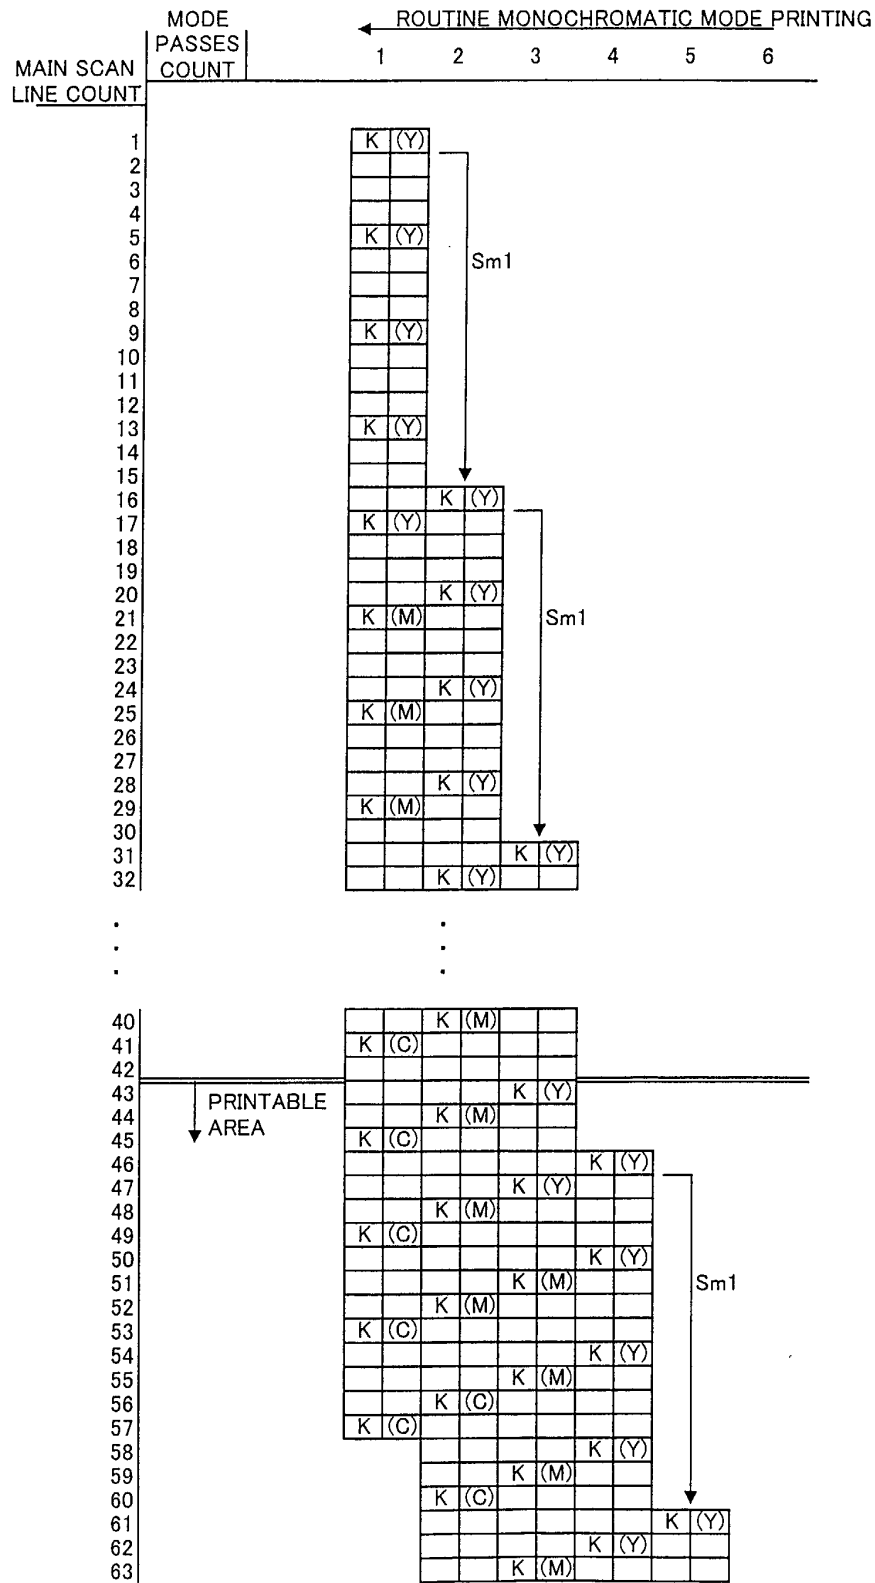 MODE PASSES COUNT
ROUTINE MONOCHROMATIC MODE PRINTING
1 2 3 4 5 6
MAIN SCAN LINE COUNT
1 K (Y)
2
3
4
5 K (Y)
6 Sm1
7
8
9 K (Y)
10
11
12
13 K (Y)
14
15
16 K (Y)
17 K (Y)
18
19
20 K (Y)
21 K (M) Sm1
22
23
24 K (Y)
25 K (M)
26
27
28 K (Y)
29 K (M)
30
31 K (Y)
32 K (Y)
40 K (M)
41 K (C)
42
43 K (Y)
PRINTABLE AREA
44 K (M)
45 K (C)
46 K (Y)
47 K (Y)
48 K (M)
49 K (C)
50 K (Y)
51 K (M) Sm1
52 K (M)
53 K (C)
54 K (Y)
55 K (M)
56 K (C)
57 K (C)
58 K (Y)
59 K (M)
60 K (C)
61 K (Y)
62 K (Y)
63 K (M)